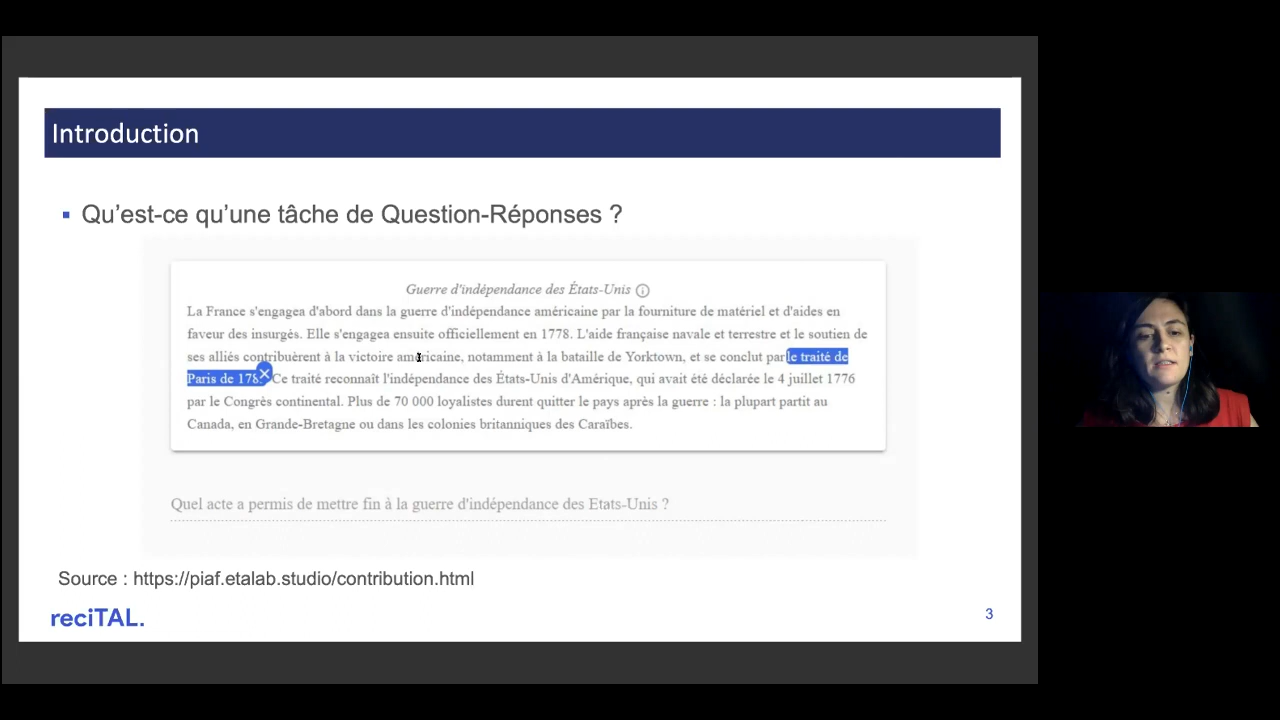 Introduction
▪ Qu’est-ce qu’une tâche de Question-Réponses ?
Guerre d'indépendance des États-Unis
La France s'engagea d'abord dans la guerre d'indépendance américaine par la fourniture de matériel et d'aides en
faveur des insurgés. Elle s'engagea ensuite officiellement en 1778. L'aide française navale et terrestre et le soutien de
ses alliés contribuèrent à la victoire américaine, notamment à la bataille de Yorktown, et se conclut par le traité de
Paris de Ce traité reconnaît l'indépendance des États-Unis d'Amérique, qui avait été déclarée le 4 juillet 1776
par le Congrès continental. Plus de 70 000 loyalistes durent quitter le pays après la guerre : la plupart partit au
Canada, en Grande-Bretagne ou dans les colonies britanniques des Caraïbes.
Quel acte a permis de mettre fin à la guerre d'indépendance des Etats-Unis ?
Source : https://piaf.etalab.studio/contribution.html
reciTAL.
3